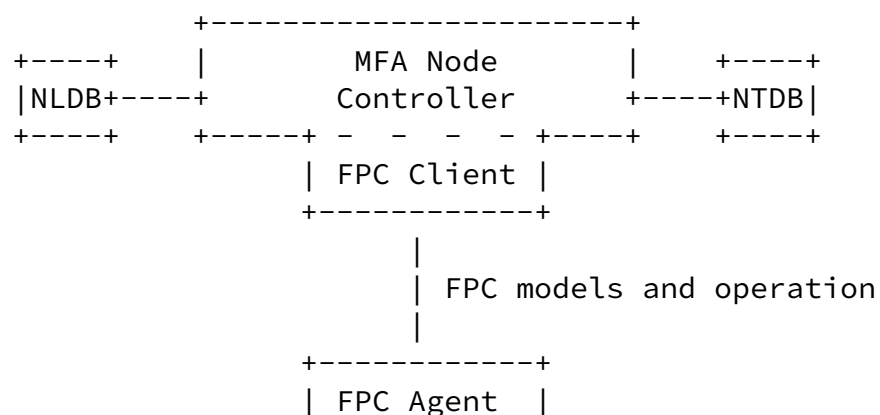 MFA Node
NLDB Controller NTDB
FPC Client
FPC models and operation
FPC Agent